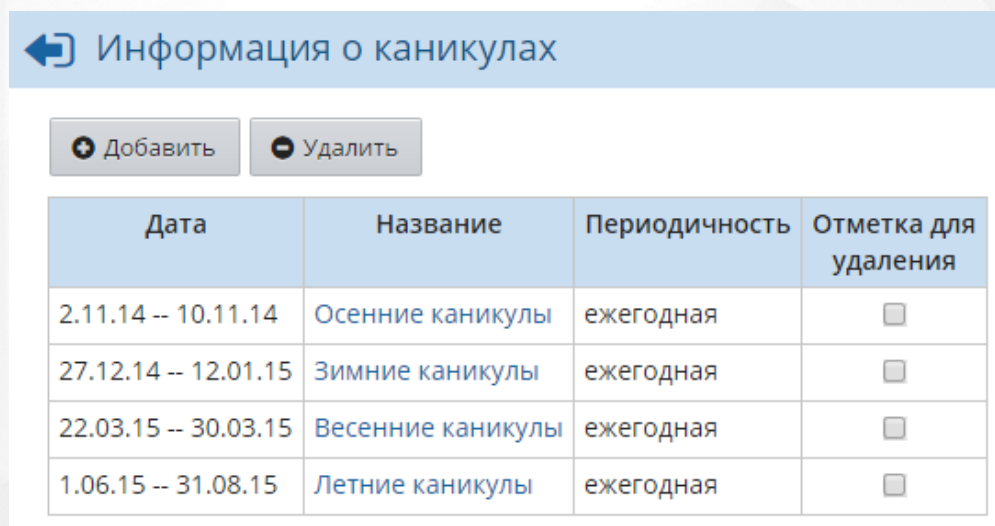 Информация о каникулах
Добавить Удалить
Дата Название Периодичность Отметка для
удаления
2.11.14 -- 10.11.14 Осенние каникулы ежегодная
27.12.14 -- 12.01.15 Зимние каникулы ежегодная
22.03.15 -- 30.03.15 Весенние каникулы ежегодная
1.06.15 -- 31.08.15 Летние каникулы ежегодная